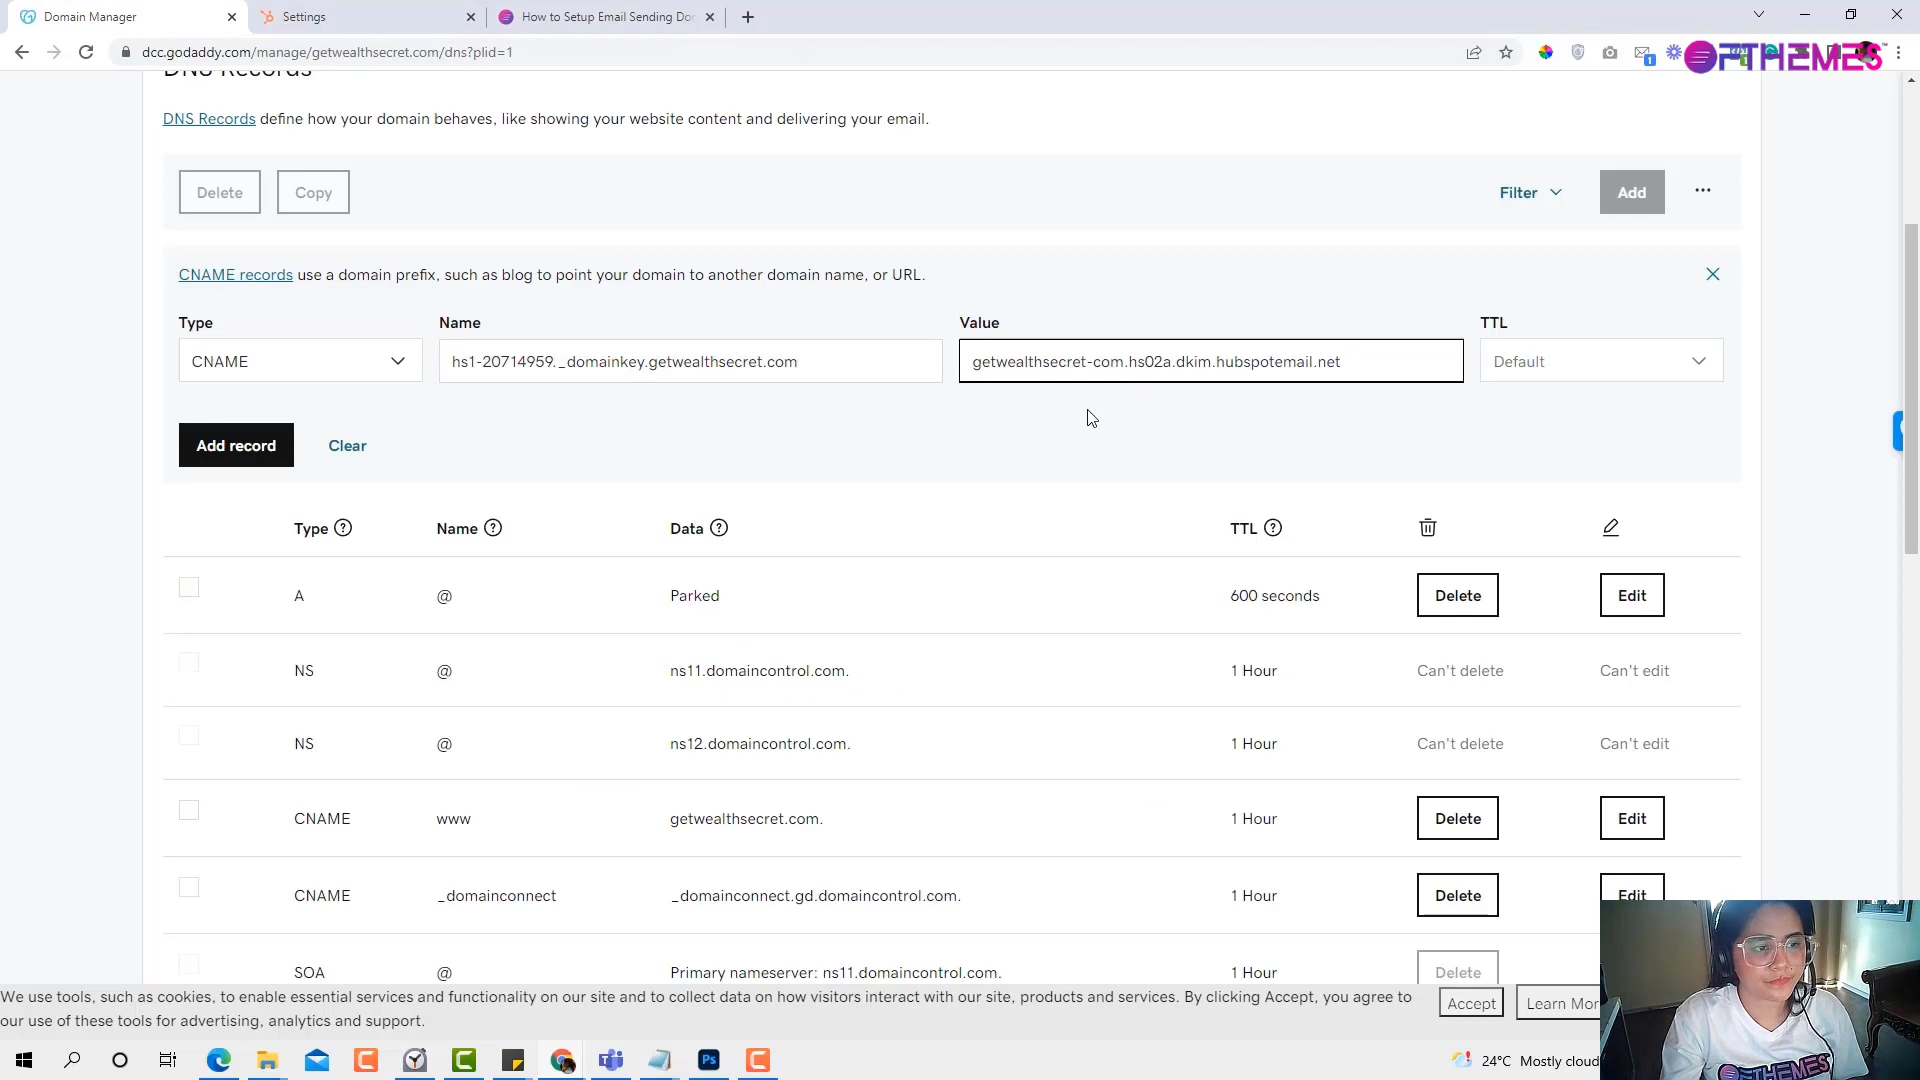 Domain Manager
Settings
How to Setup Email Sending Do
dcc.godaddy.com/manage/getwealthsecret.com/dns?plid=1
FTHEMES
DNS Records
DNS Records define how your domain behaves, like showing your website content and delivering your email.
Delete
Copy
Filter
Add
CNAME records use a domain prefix, such as blog to point your domain to another domain name, or URL.
Type
Name
Value
TTL
CNAME
hs1-20714959._domainkey.getwealthsecret.com
getwealthsecret-com.hs02a.dkim.hubspotemail.net
Default
Add record
Clear
Type
Name
Data
TTL
A
@
Parked
600 seconds
Delete
Edit
NS
@
ns11.domaincontrol.com.
1 Hour
Can't delete
Can't edit
NS
@
ns12.domaincontrol.com.
1 Hour
Can't delete
Can't edit
CNAME
www
getwealthsecret.com.
1 Hour
Delete
Edit
CNAME
_domainconnect
_domainconnect.gd.domaincontrol.com.
1 Hour
Delete
Edit
SOA
@
Primary nameserver: ns11.domaincontrol.com.
1 Hour
Delete
We use tools, such as cookies, to enable essential services and functionality on our site and to collect data on how visitors interact with our site, products and services. By clicking Accept, you agree to
our use of these tools for advertising, analytics and support.
Accept
Learn Mor
Ps
24°C Mostly cloud
FTHEMES